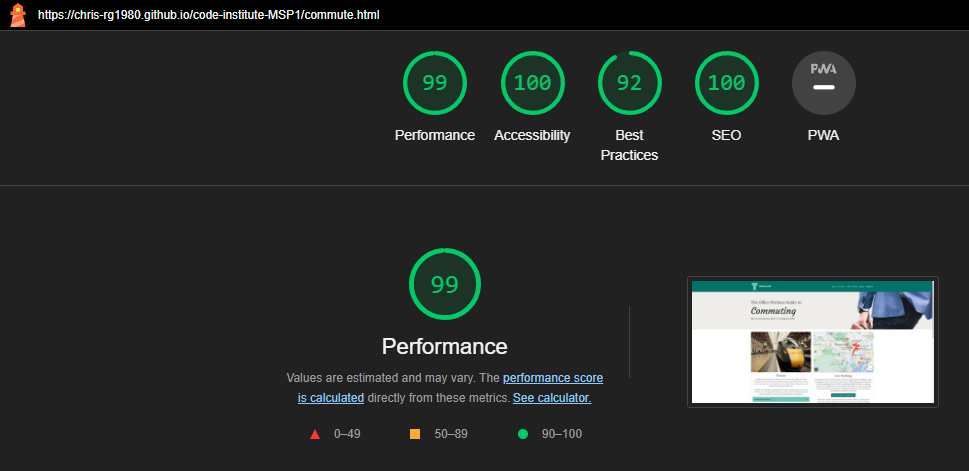 https://chris-rg1980.github.io/code-institute-MSP1/commute.html
99
100
92
100
PWA
Performance
Accessibility
Best
Practices
SEO
PWA
99
Performance
Values are estimated and may vary. The performance score
is calculated directly from these metrics. See calculator.
0–49
50–89
90–100
The Office Workers Guide to
Commuting